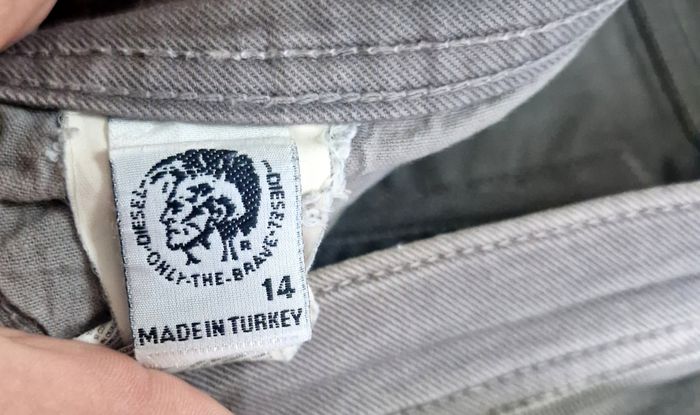 DIESEL-ONLY-THE-BRAVE-DIESEL
14
MADE IN TURKEY